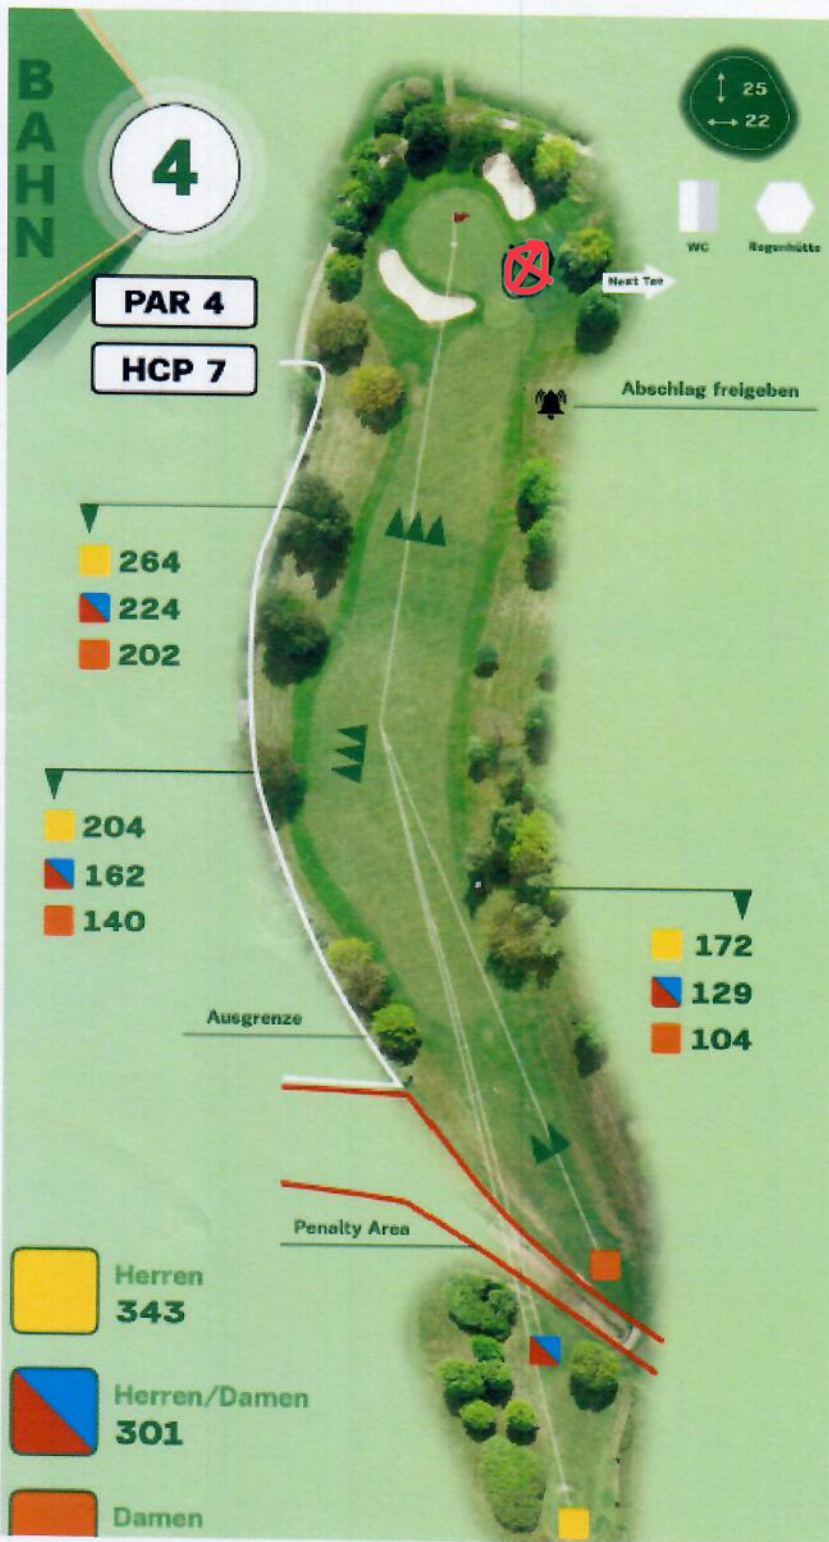 BAHN
4
PAR 4
HCP 7
25
22
WC
Regenhütte
Next Tee
Abschlag freigeben
264
224
202
204
162
140
172
129
104
Ausgrenze
Penalty Area
Herren
343
Herren/Damen
301
Damen